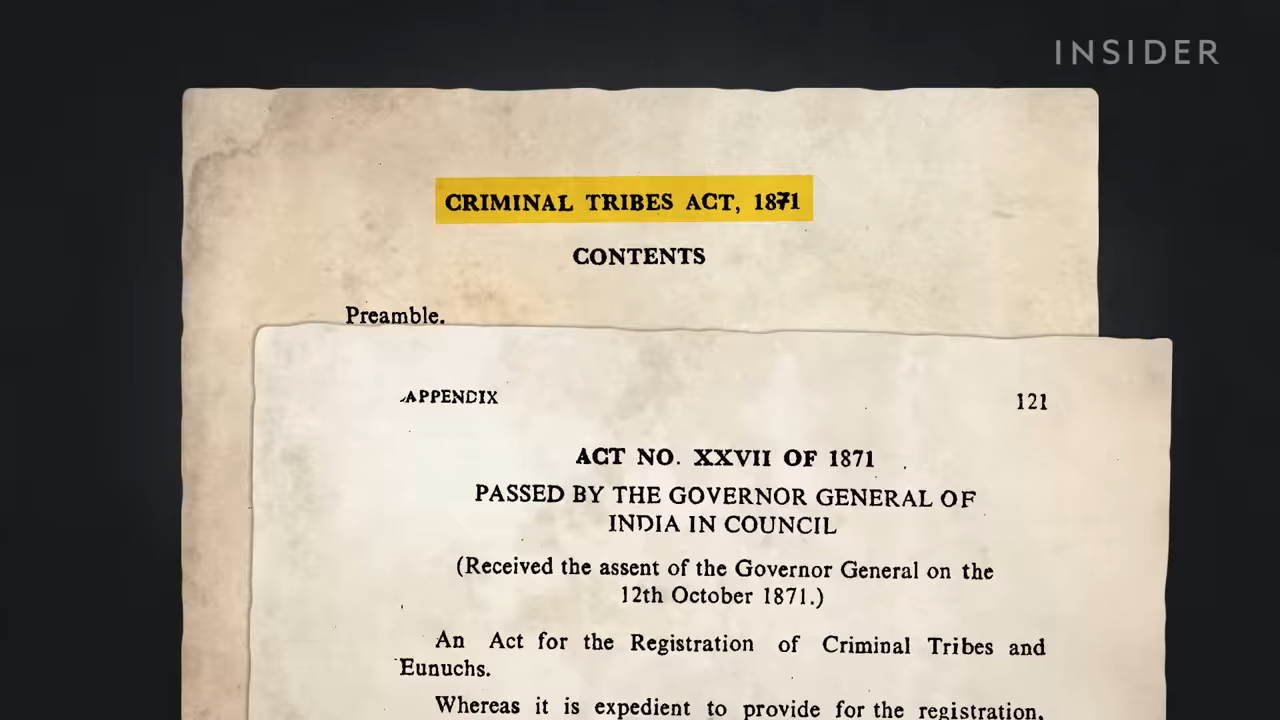 INSIDER
CRIMINAL TRIBES ACT, 1871
CONTENTS
Preamble.
APPENDIX 121
ACT NO. XXVII OF 1871
PASSED BY THE GOVERNOR GENERAL OF
INDIA IN COUNCIL
(Received the assent of the Governor General on the
12th October 1871.)
An Act for the Registration of Criminal Tribes and
Eunuchs.
Whereas it is expedient to provide for the registration,